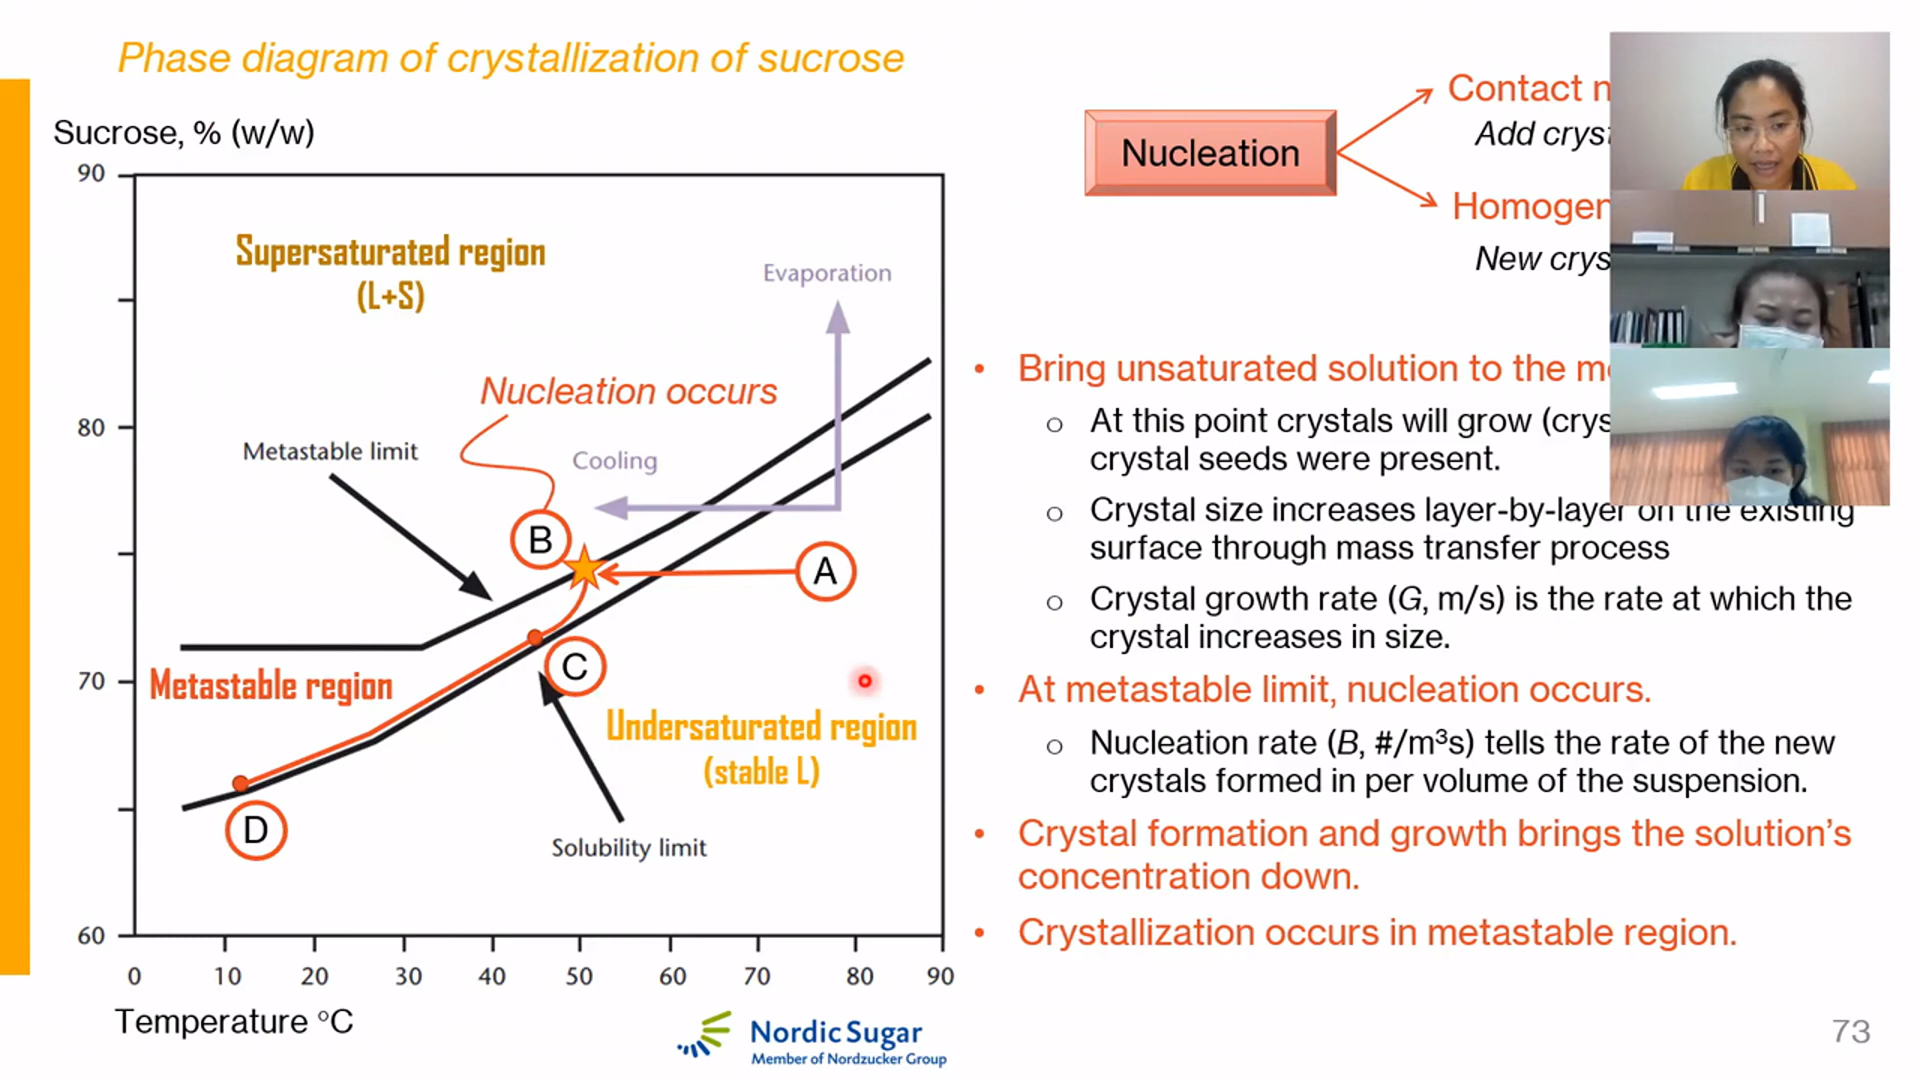 Phase diagram of crystallization of sucrose
Sucrose, % (w/w)
90
80
70
60
0 10 20 30 40 50 60 70 80 90
Temperature °C
Supersaturated region
(L+S)
Evaporation
Nucleation occurs
Metastable limit
Cooling
B
A
C
Metastable region
Undersaturated region
(stable L)
D
Solubility limit
Nordic Sugar
Member of Nordzucker Group
Nucleation
Contact
Add
• Bring unsaturated solution to the
o At this point crystals will grow
crystal seeds were present.
o Crystal size increases layer-by-layer on the existing
surface through mass transfer process
o Crystal growth rate (G, m/s) is the rate at which the
crystal increases in size.
• At metastable limit, nucleation occurs.
o Nucleation rate (B, #/m³s) tells the rate of the new
crystals formed in per volume of the suspension.
• Crystal formation and growth brings the solution’s
concentration down.
• Crystallization occurs in metastable region.
73
New